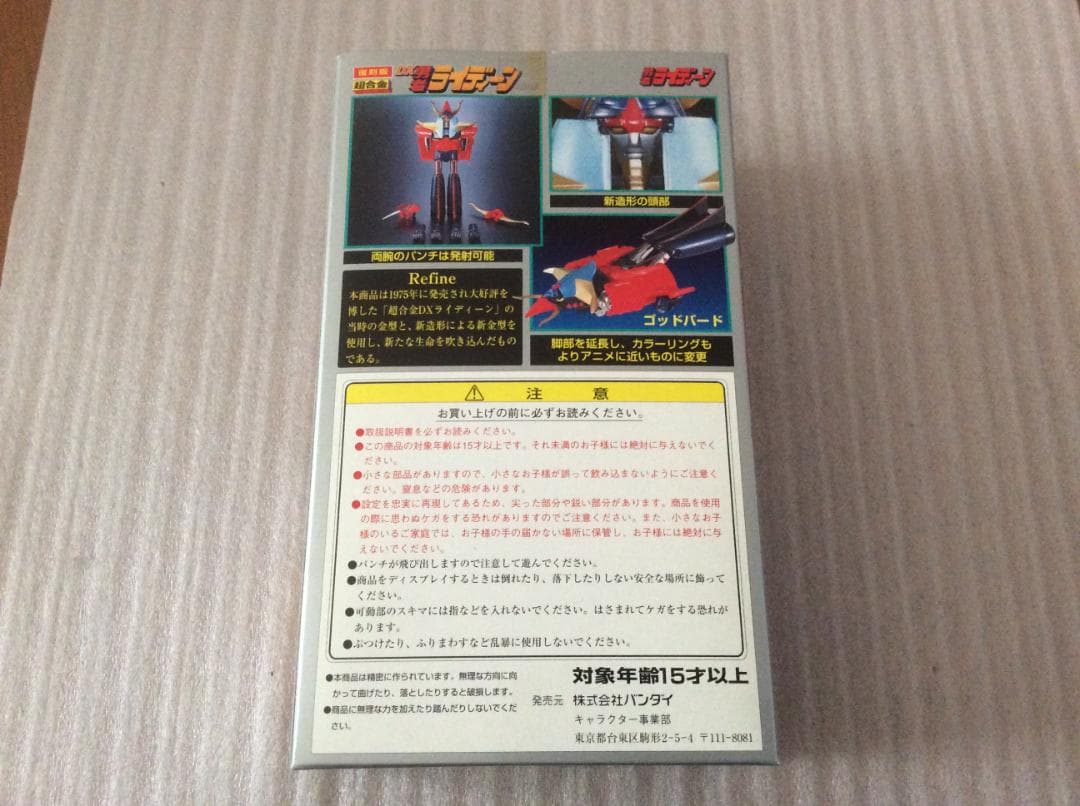 復刻版
超合金
DX勇者ライディーン
勇者ライディーン
両腕のパンチは発射可能
新造形の頭部
Refine
本商品は1975年に発売され大好評を
博した「超合金DXライディーン」の
当時の金型と、新造形による新金型を
使用し、新たな生命を吹き込んだもの
である。
ゴッドバード
脚部を延長し、カラーリングも
よりアニメに近いものに変更
注意
お買い上げの前に必ずお読みください。
●取扱説明書を必ずお読みください。
●この商品の対象年齢は15才以上です。それ未満のお子様には絶対に与えないでく
ださい。
●小さな部品がありますので、小さなお子様が誤って飲み込まないようにご注意く
ださい。窒息などの危険があります。
●設定を忠実に再現してあるため、尖った部分や鋭い部分があります。商品を使用
の際に思わぬケガをする恐れがありますのでご注意ください。また、小さなお子
様のいるご家庭では、お子様の手の届かない場所に保管し、お子様には絶対に与
えないでください。
●パンチが飛び出しますので注意して遊んでください。
●商品をディスプレイするときは倒れたり、落下したりしない安全な場所に飾って
ください。
●可動部のスキマには指などを入れないでください。はさまれてケガをする恐れが
あります。
●ぶつけたり、ふりまわすなど乱暴に使用しないでください。
●本商品は精密に作られています。無理な方向に向
かって曲げたり、落としたりすると破損します。
●商品に無理な力を加えたり踏んだりしないでくだ
さい。
対象年齢15才以上
発売元 株式会社バンダイ
キャラクター事業部
東京都台東区駒形2-5-4 〒111-8081